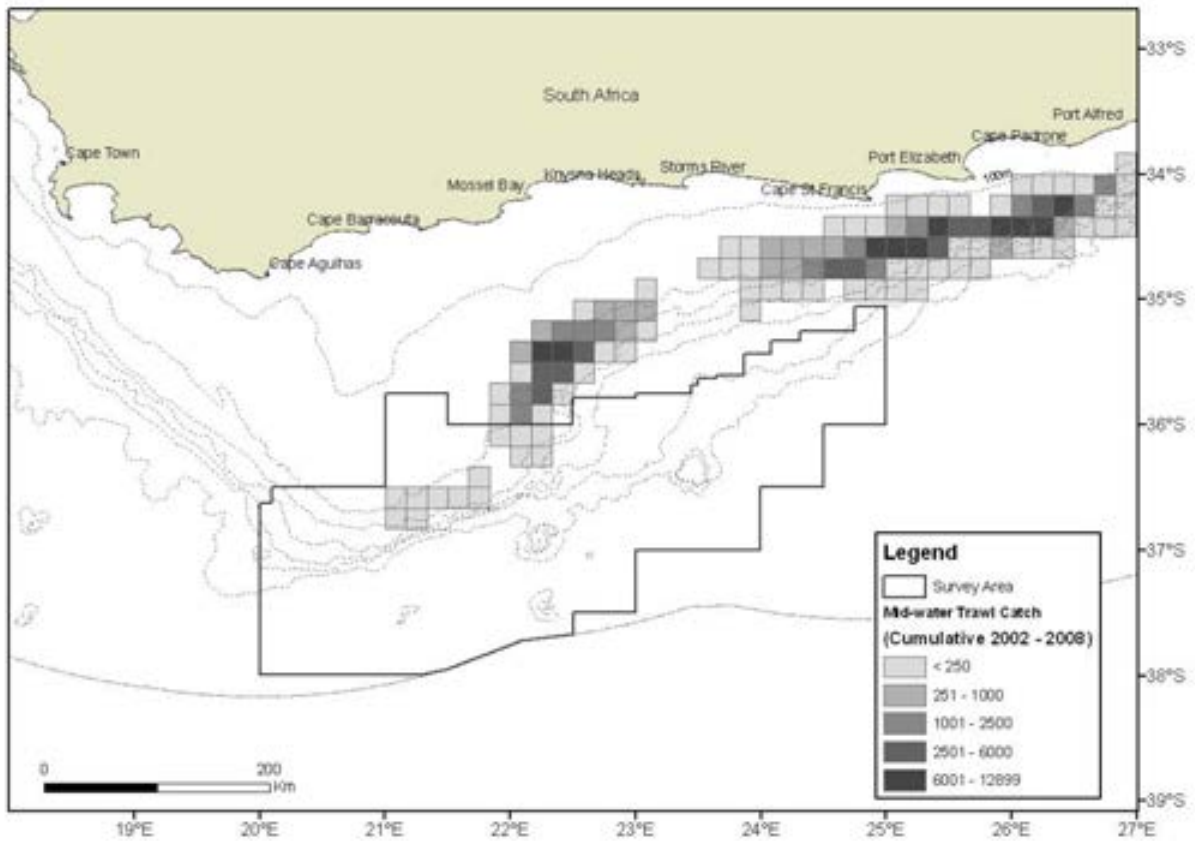 33°S
South Africa
Port Alfred
Cape Padrone
Cape Town
Port Elizabeth
Storms River
Knysna Heads
100m
34°S
Mossel Bay
Cape St Francis
Cape Barracouta
Cape Agulhas
35°S
36°S
37°S
Legend
Survey Area
Mid-water Trawl Catch
(Cumulative 2002 - 2008)
< 250
251 - 1000
1001 - 2500
2501 - 6000
6001 - 12899
38°S
0 200
Km
39°S
19°E 20°E 21°E 22°E 23°E 24°E 25°E 26°E 27°E